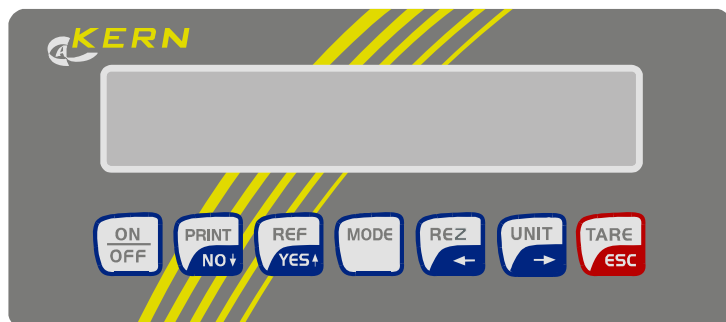 KERN
ON PRINT REF MODE REZ UNIT TARE
OFF NO YES ESC